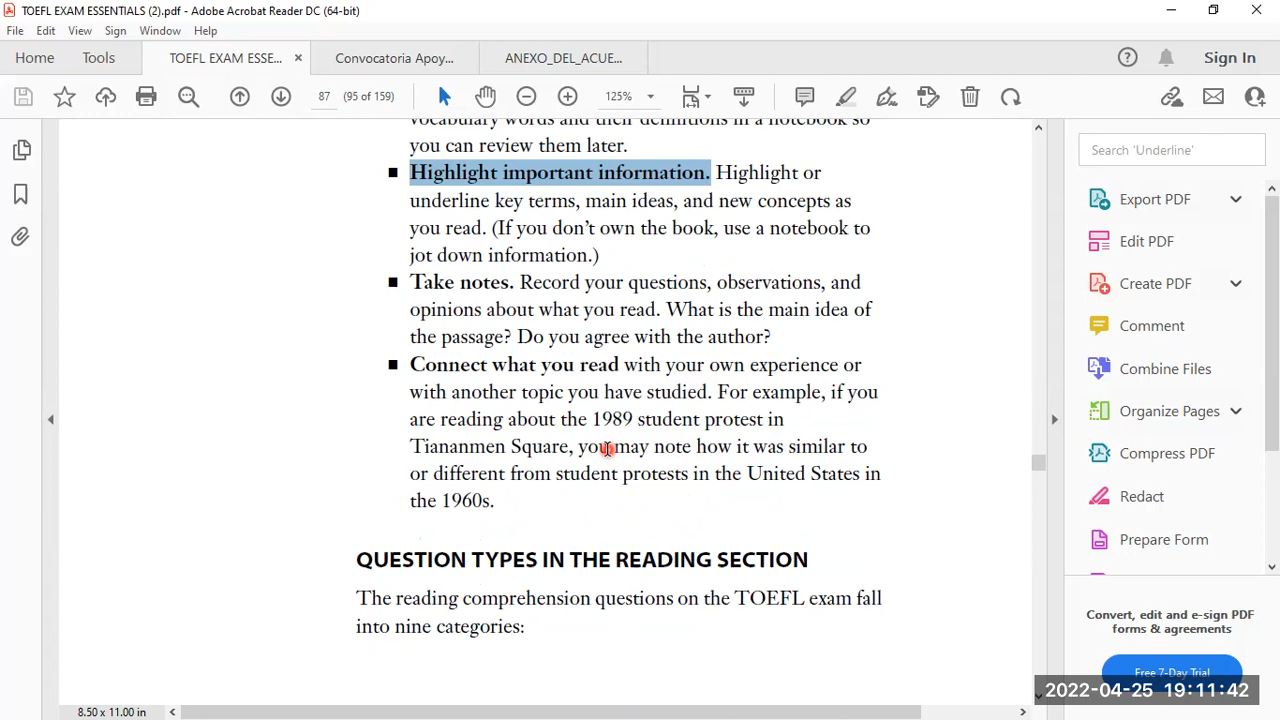 TOEFL EXAM ESSENTIALS (2).pdf - Adobe Acrobat Reader DC (64-bit)
File Edit View Sign Window Help
Home Tools TOEFL EXAM ESSE... Convocatoria Apoy... ANEXO_DEL_ACUE... Sign In
87 (95 of 159) 125%
vocabulary words and their definitions in a notebook so
you can review them later.
■ Highlight important information. Highlight or
underline key terms, main ideas, and new concepts as
you read. (If you don’t own the book, use a notebook to
jot down information.)
■ Take notes. Record your questions, observations, and
opinions about what you read. What is the main idea of
the passage? Do you agree with the author?
■ Connect what you read with your own experience or
with another topic you have studied. For example, if you
are reading about the 1989 student protest in
Tiananmen Square, you may note how it was similar to
or different from student protests in the United States in
the 1960s.
QUESTION TYPES IN THE READING SECTION
The reading comprehension questions on the TOEFL exam fall
into nine categories:
8.50 x 11.00 in
Search 'Underline'
Export PDF
Edit PDF
Create PDF
Comment
Combine Files
Organize Pages
Compress PDF
Redact
Prepare Form
Convert, edit and e-sign PDF
forms & agreements
Free 7-Day Trial
2022-04-25 19:11:42